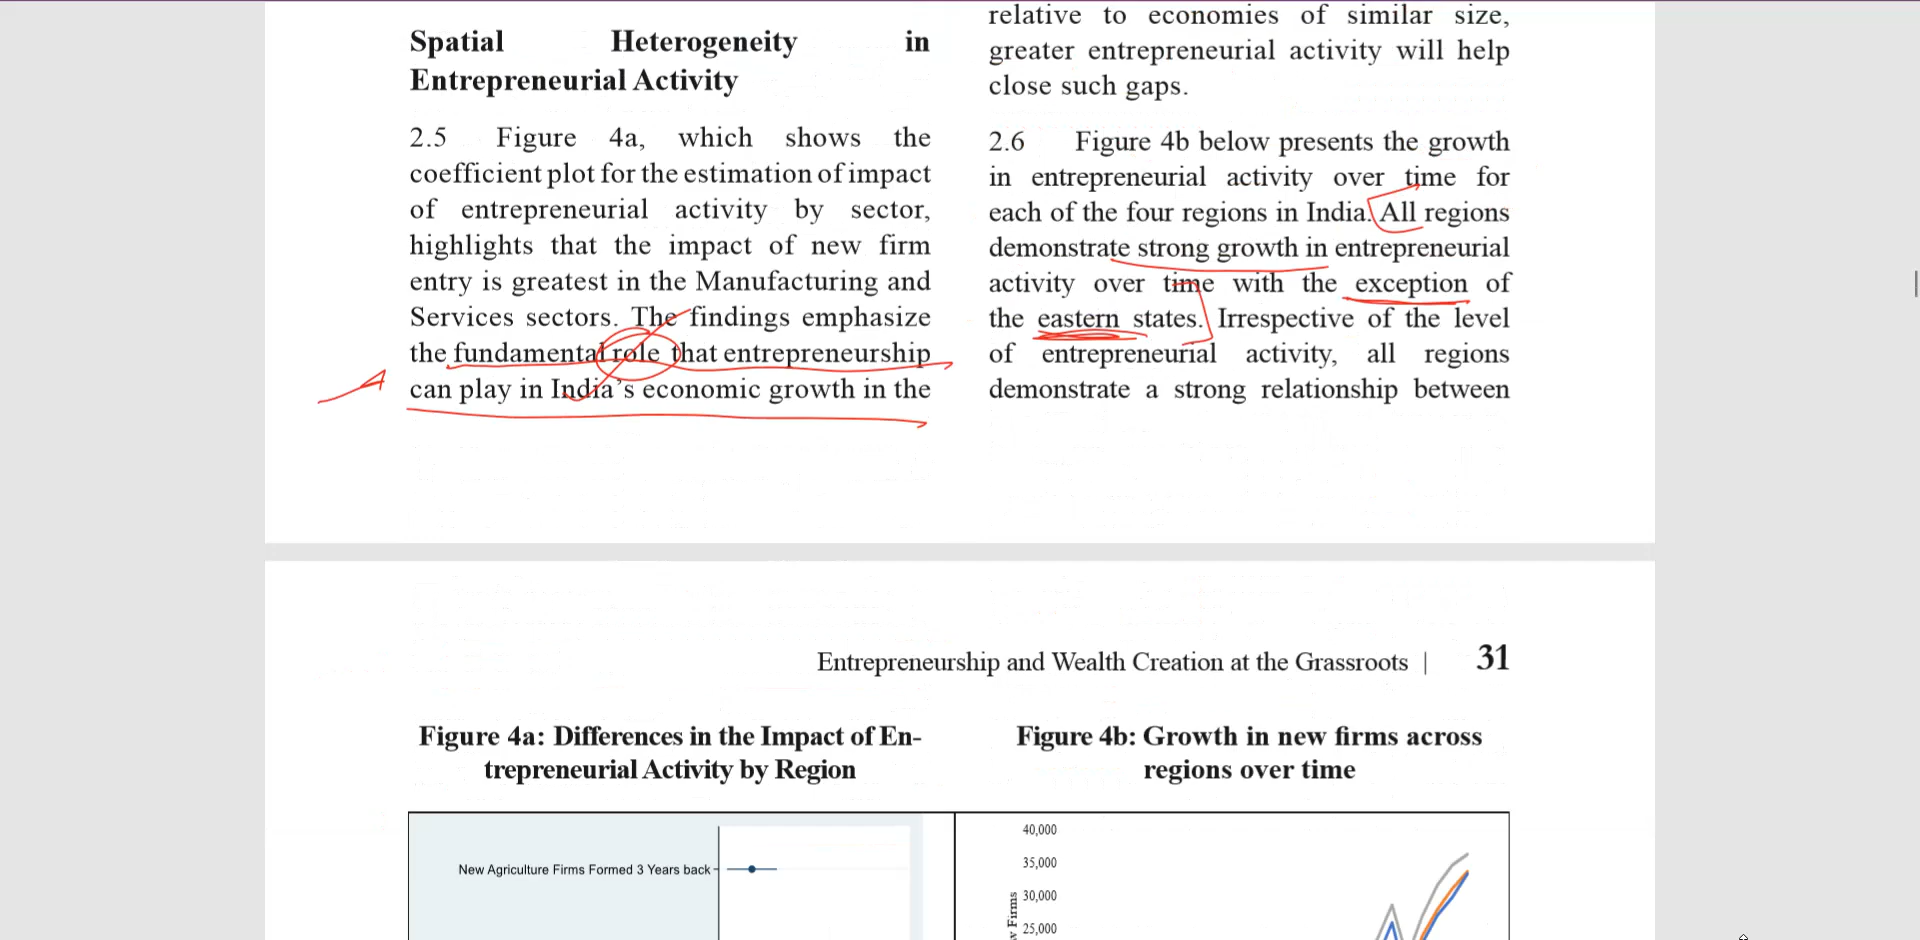 Spatial Heterogeneity in
Entrepreneurial Activity
2.5 Figure 4a, which shows the
coefficient plot for the estimation of impact
of entrepreneurial activity by sector,
highlights that the impact of new firm
entry is greatest in the Manufacturing and
Services sectors. The findings emphasize
the fundamental role that entrepreneurship
can play in India's economic growth in the
relative to economies of similar size,
greater entrepreneurial activity will help
close such gaps.
2.6 Figure 4b below presents the growth
in entrepreneurial activity over time for
each of the four regions in India. All regions
demonstrate strong growth in entrepreneurial
activity over time with the exception of
the eastern states. Irrespective of the level
of entrepreneurial activity, all regions
demonstrate a strong relationship between
Entrepreneurship and Wealth Creation at the Grassroots | 31
Figure 4a: Differences in the Impact of En-
trepreneurial Activity by Region
New Agriculture Firms Formed 3 Years back
Figure 4b: Growth in new firms across
regions over time
40,000
35,000
30,000
25,000
Firms